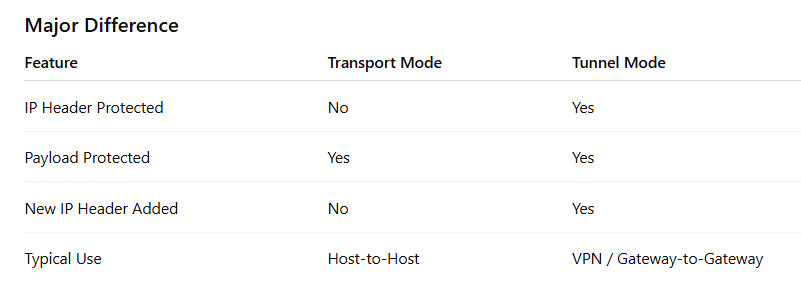 Major Difference
Feature Transport Mode Tunnel Mode
IP Header Protected No Yes
Payload Protected Yes Yes
New IP Header Added No Yes
Typical Use Host-to-Host VPN / Gateway-to-Gateway